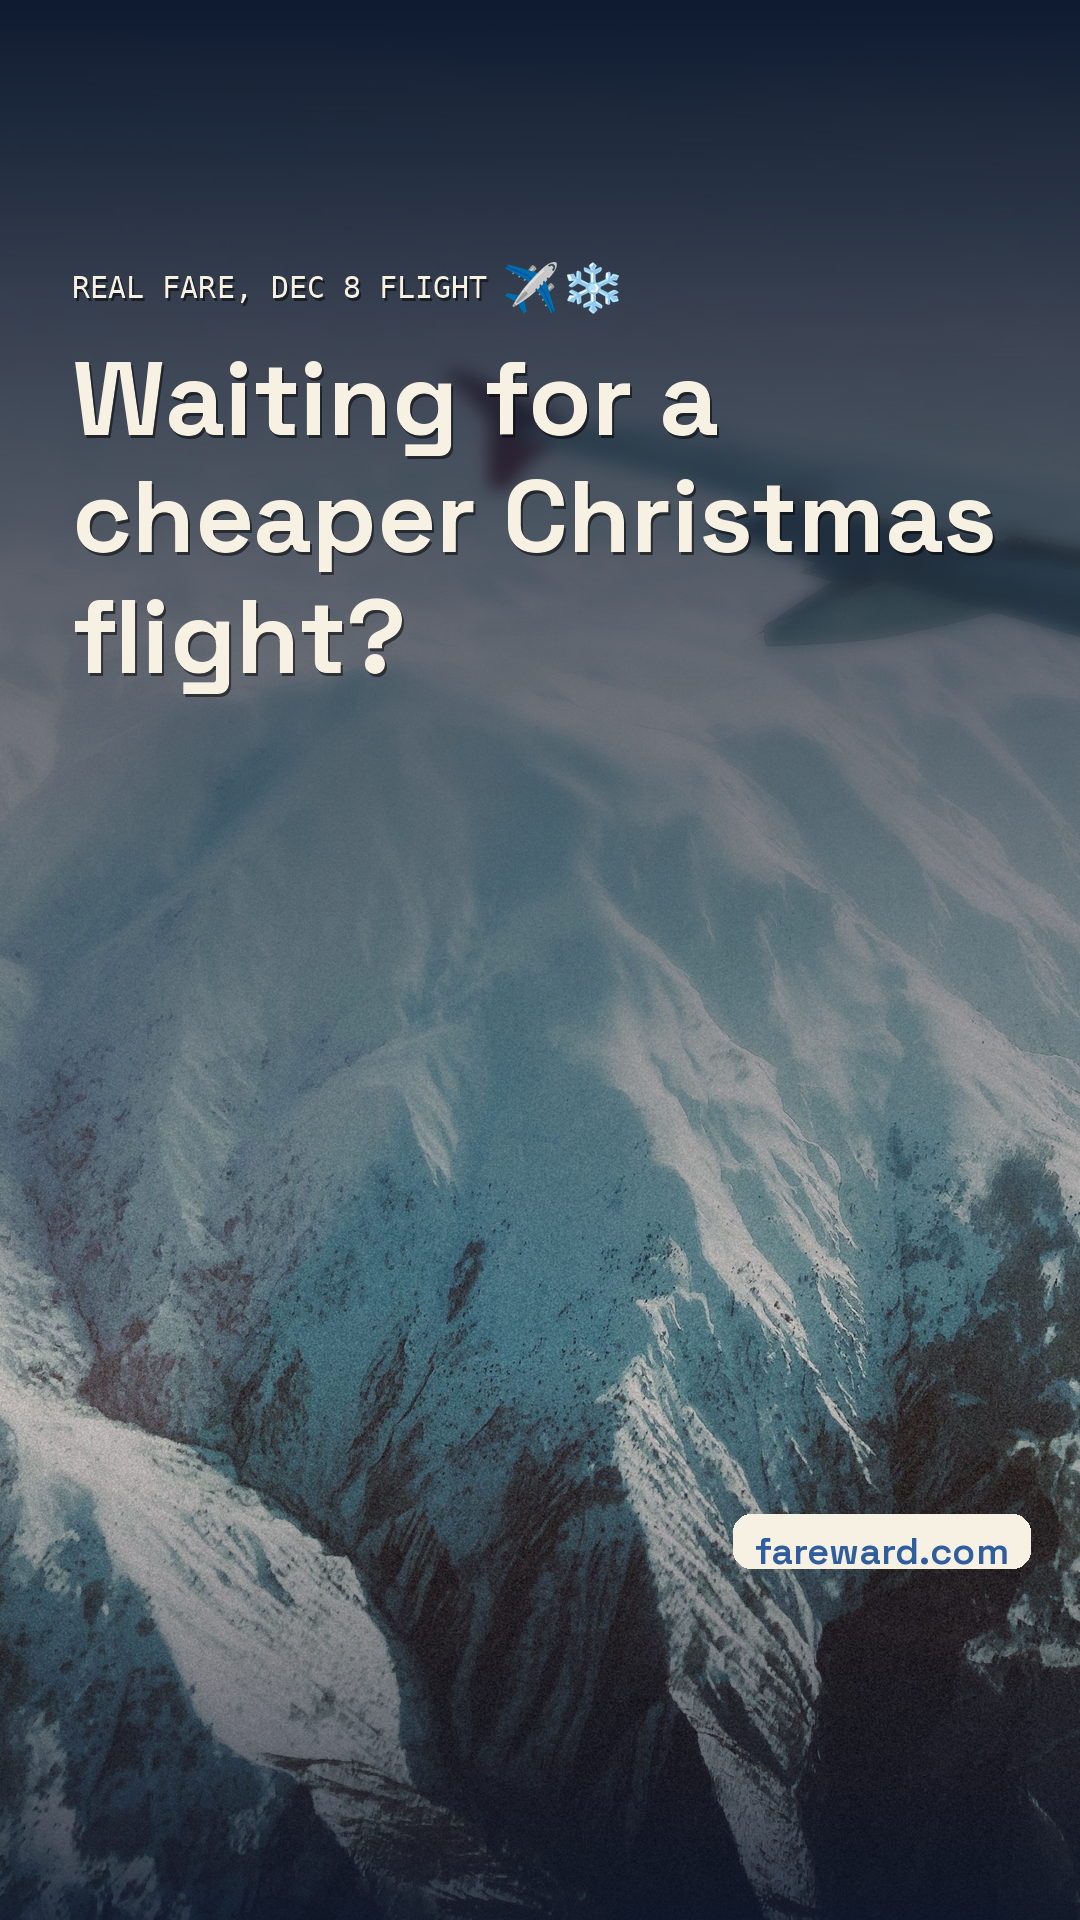 REAL FARE, DEC 8 FLIGHT ✈️❄️
Waiting for a
cheaper Christmas
flight?
fareward.com